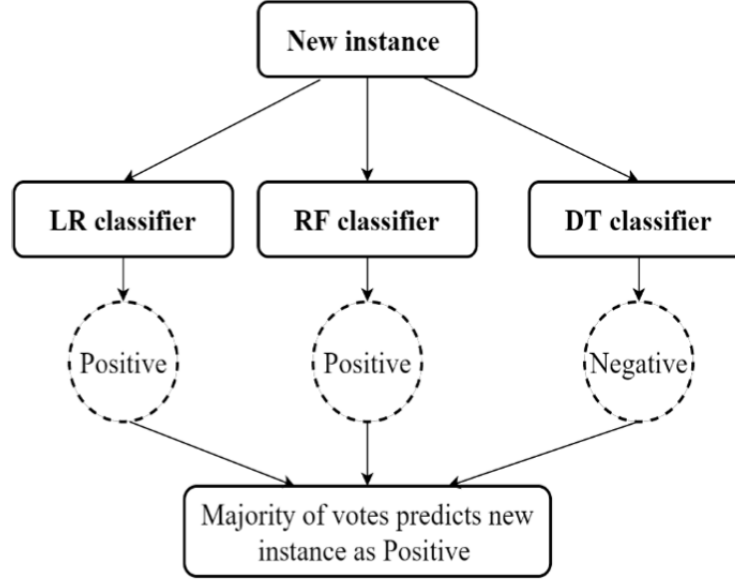 New instance
LR classifier
RF classifier
DT classifier
Positive
Positive
Negative
Majority of votes predicts new
instance as Positive